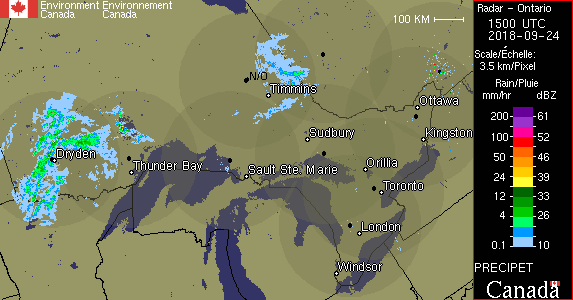 Environment Environnement
Canada Canada
100 KM
N/O
Timmins
Ottawa
Sudbury
Kingston
Dryden
Thunder Bay
Sault Ste. Marie
Orillia
Toronto
London
Windsor
Radar - Ontario
1500 UTC
2018-09-24
Scale/Échelle:
3.5 km/Pixel
Rain/Pluie
mm/hr dBZ
200 61
100 52
50 46
24 39
12 34
4 26
0.1 10
PRECIPET
Canada